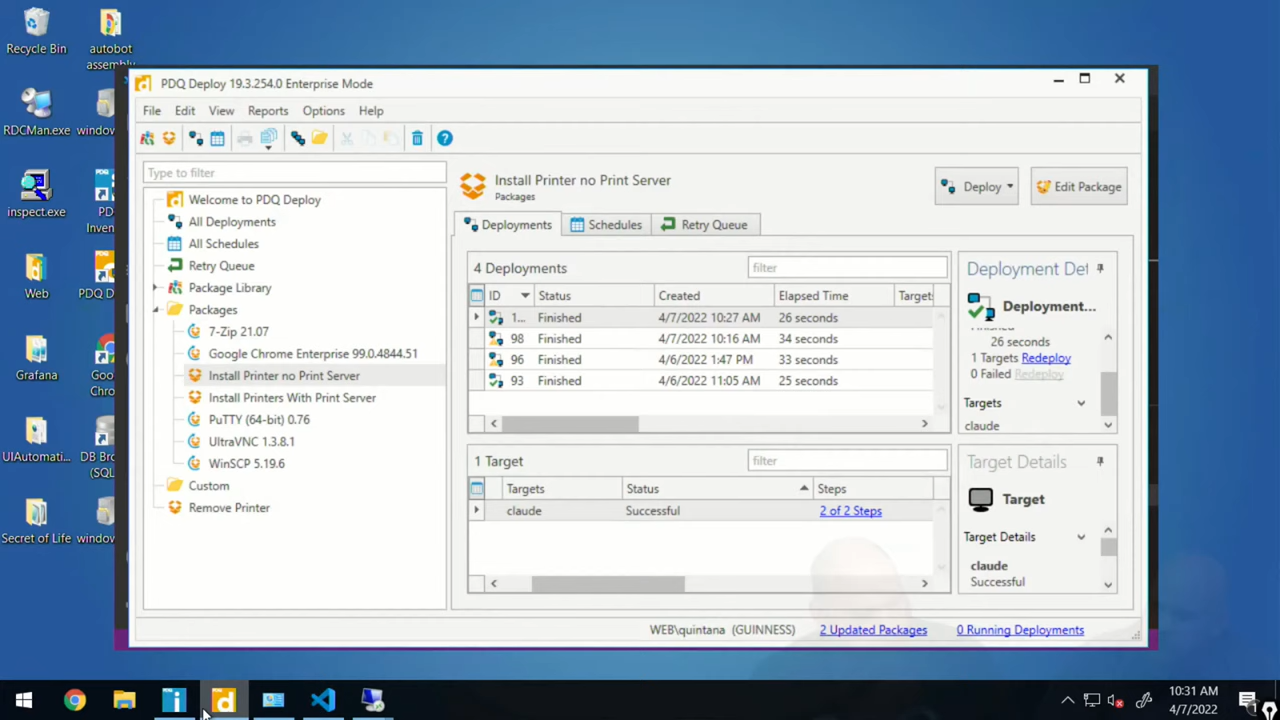 Recycle Bin
autobot
assembly
RDCMan.exe
window
inspect.exe
PD
Inven
Web
PDQ D
Grafana
Goo
Chro
UIAutomati...
DB Br
(SQL
Secret of Life
window
PDQ Deploy 19.3.254.0 Enterprise Mode
File Edit View Reports Options Help
Type to filter
Welcome to PDQ Deploy
All Deployments
All Schedules
Retry Queue
Package Library
Packages
7-Zip 21.07
Google Chrome Enterprise 99.0.4844.51
Install Printer no Print Server
Install Printers With Print Server
PuTTY (64-bit) 0.76
UltraVNC 1.3.8.1
WinSCP 5.19.6
Custom
Remove Printer
Install Printer no Print Server
Packages
Deploy
Edit Package
Deployments Schedules Retry Queue
4 Deployments
filter
ID Status Created Elapsed Time Targets
1... Finished 4/7/2022 10:27 AM 26 seconds
98 Finished 4/7/2022 10:16 AM 34 seconds
96 Finished 4/6/2022 1:47 PM 33 seconds
93 Finished 4/6/2022 11:05 AM 25 seconds
1 Target
filter
Targets Status Steps
claude Successful 2 of 2 Steps
Deployment Det
Deployment...
Finished
26 seconds
1 Targets Redeploy
0 Failed Redeploy
Targets
claude
Target Details
Target
Target Details
claude
Successful
WEB\quintana (GUINNESS) 2 Updated Packages 0 Running Deployments
10:31 AM
4/7/2022